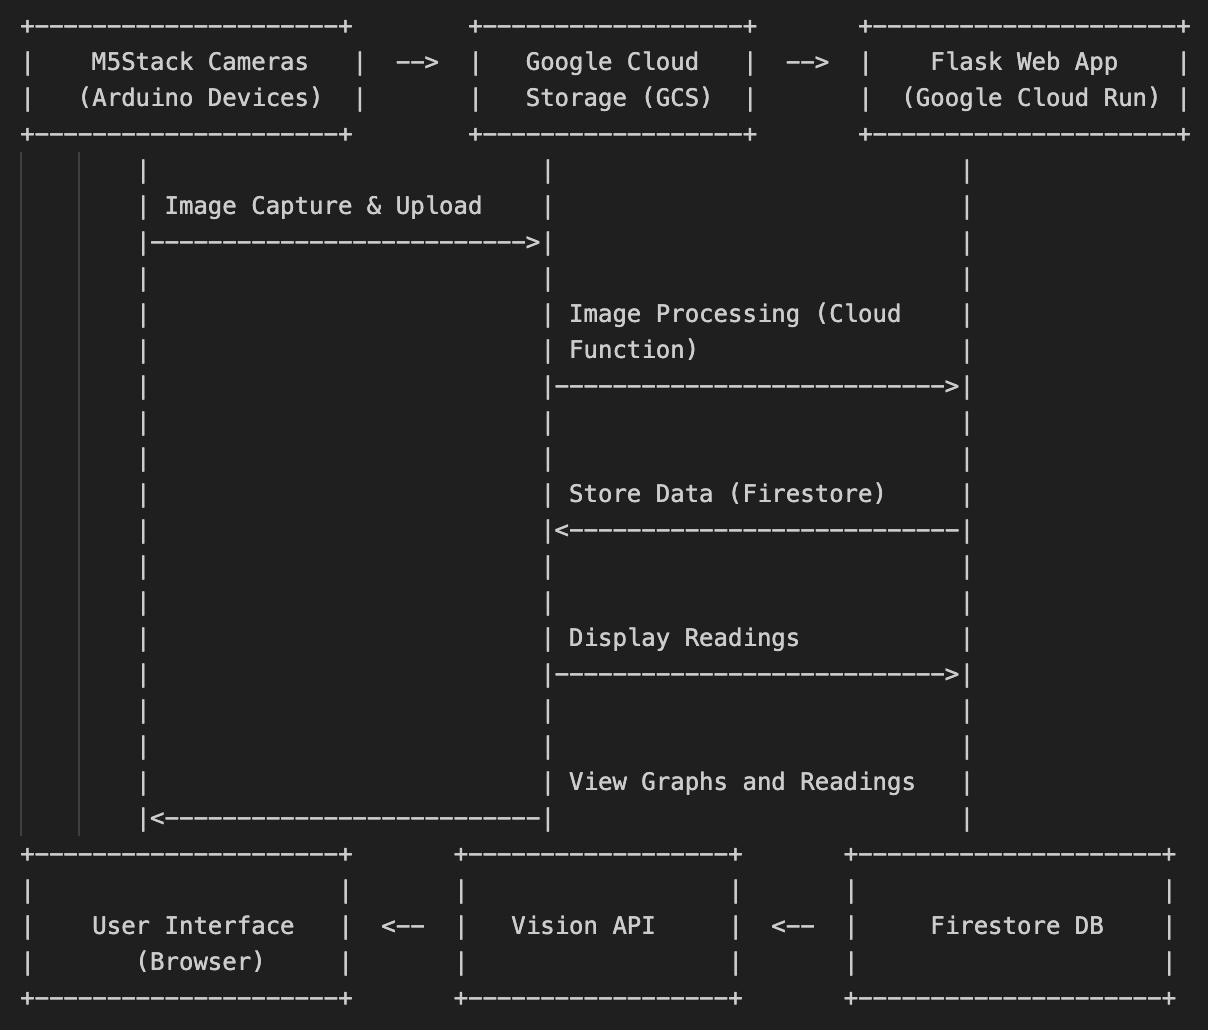 +---------------------+        +------------------+       +---------------------+
|    M5Stack Cameras   |  -->  |   Google Cloud   |  -->  |    Flask Web App    |
|   (Arduino Devices)  |       |   Storage (GCS)  |       |  (Google Cloud Run) |
+---------------------+        +------------------+       +---------------------+
        |                           |                            |
        | Image Capture & Upload    |                            |
        |-------------------------->|                            |
        |                           |                            |
        |                           | Image Processing (Cloud    |
        |                           | Function)                  |
        |                           |--------------------------->|
        |                           |                            |
        |                           |                            |
        |                           | Store Data (Firestore)     |
        |                           |<---------------------------|
        |                           |                            |
        |                           |                            |
        |                           | Display Readings           |
        |                           |--------------------------->|
        |                           |                            |
        |                           |                            |
        |                           | View Graphs and Readings   |
        |<--------------------------|                            |
+---------------------+       +------------------+       +---------------------+
|                     |       |                  |       |                     |
|    User Interface   |  <--  |   Vision API     |  <--  |     Firestore DB    |
|       (Browser)     |       |                  |       |                     |
+---------------------+       +------------------+       +---------------------+